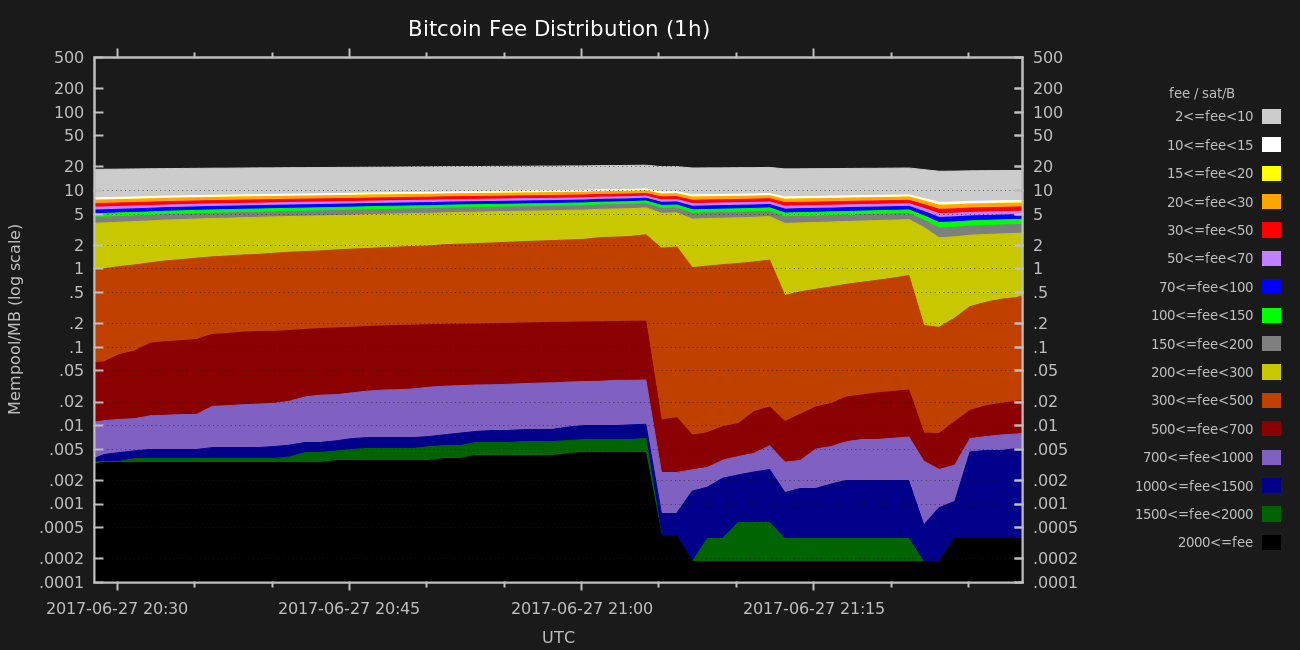 Bitcoin Fee Distribution (1h)
Mempool/MB (log scale)
500
200
100
50
20
10
5
2
1
.5
.2
.1
.05
.02
.01
.005
.002
.001
.0005
.0002
.0001
500
200
100
50
20
10
5
2
1
.5
.2
.1
.05
.02
.01
.005
.002
.001
.0005
.0002
.0001
2017-06-27 20:30 2017-06-27 20:45 2017-06-27 21:00 2017-06-27 21:15
UTC
fee / sat/B
2<=fee<10
10<=fee<15
15<=fee<20
20<=fee<30
30<=fee<50
50<=fee<70
70<=fee<100
100<=fee<150
150<=fee<200
200<=fee<300
300<=fee<500
500<=fee<700
700<=fee<1000
1000<=fee<1500
1500<=fee<2000
2000<=fee